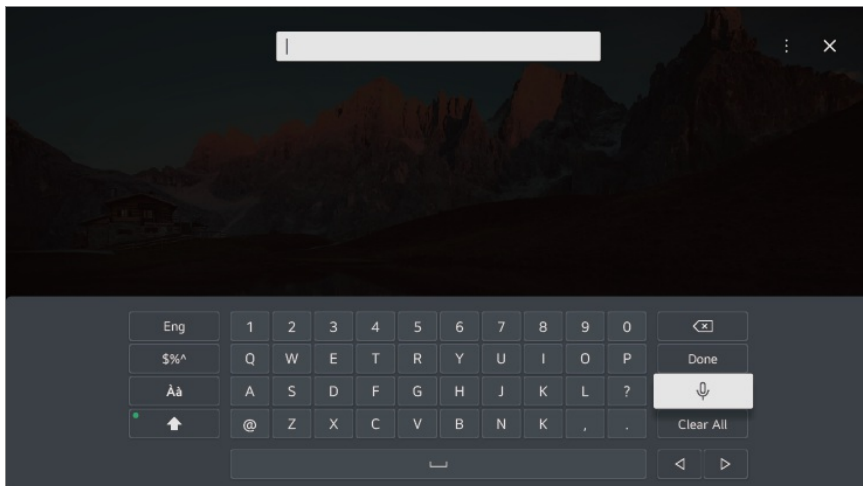 Eng 1 2 3 4 5 6 7 8 9 0
$%^ Q W E T R Y U I O P Done
Àà A S D F G H J K L ?
@ Z X C V B N K , . Clear All